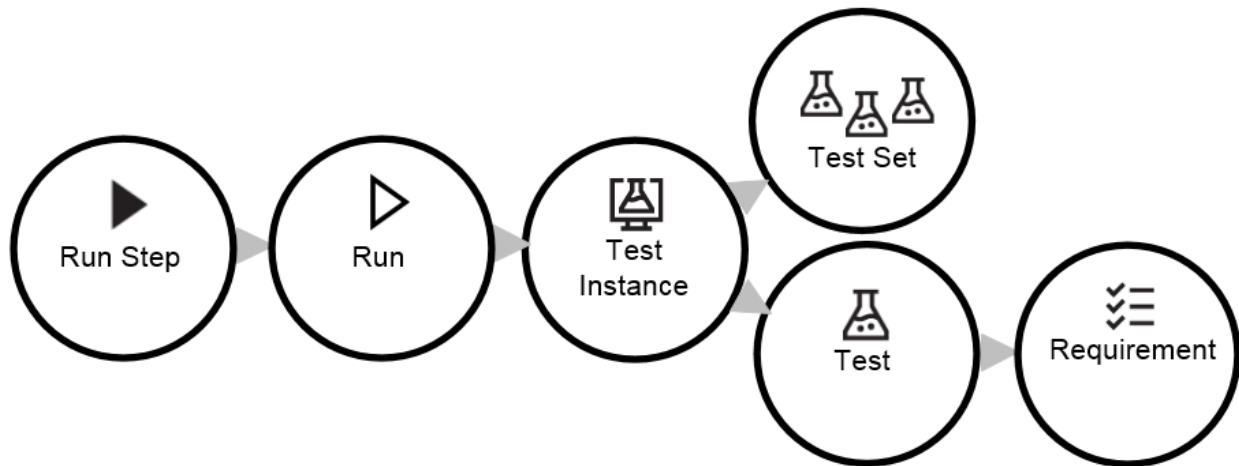 Run Step
Run
Test
Instance
Test Set
Test
Requirement